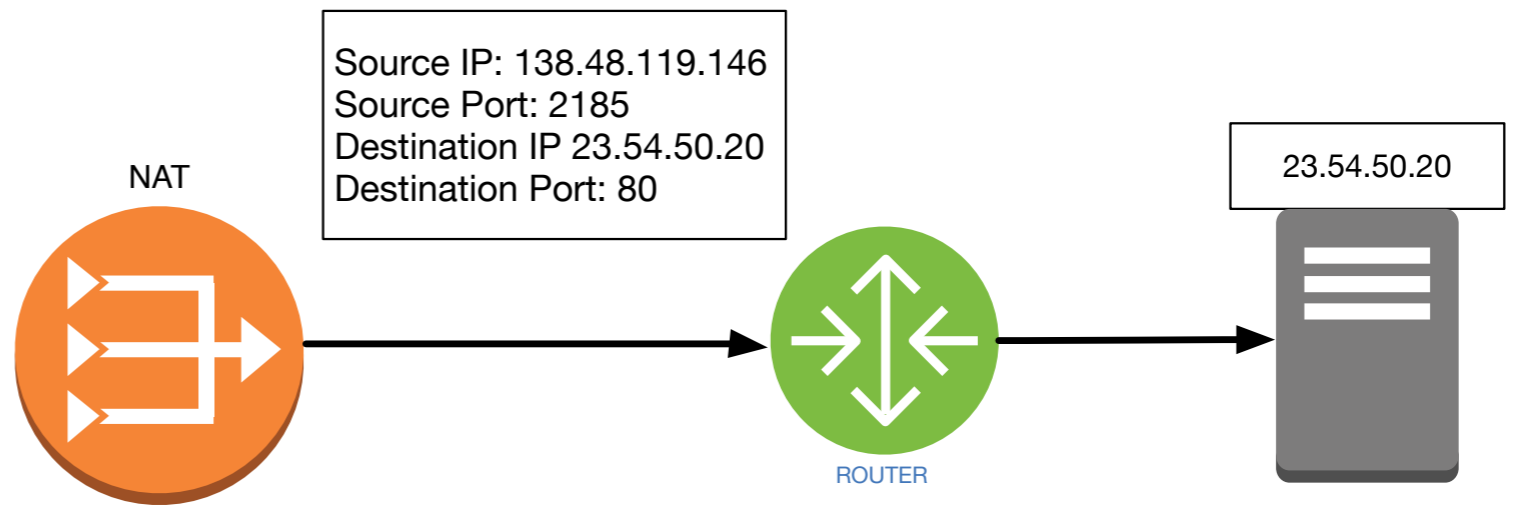 NAT
Source IP: 138.48.119.146
Source Port: 2185
Destination IP 23.54.50.20
Destination Port: 80
23.54.50.20
ROUTER